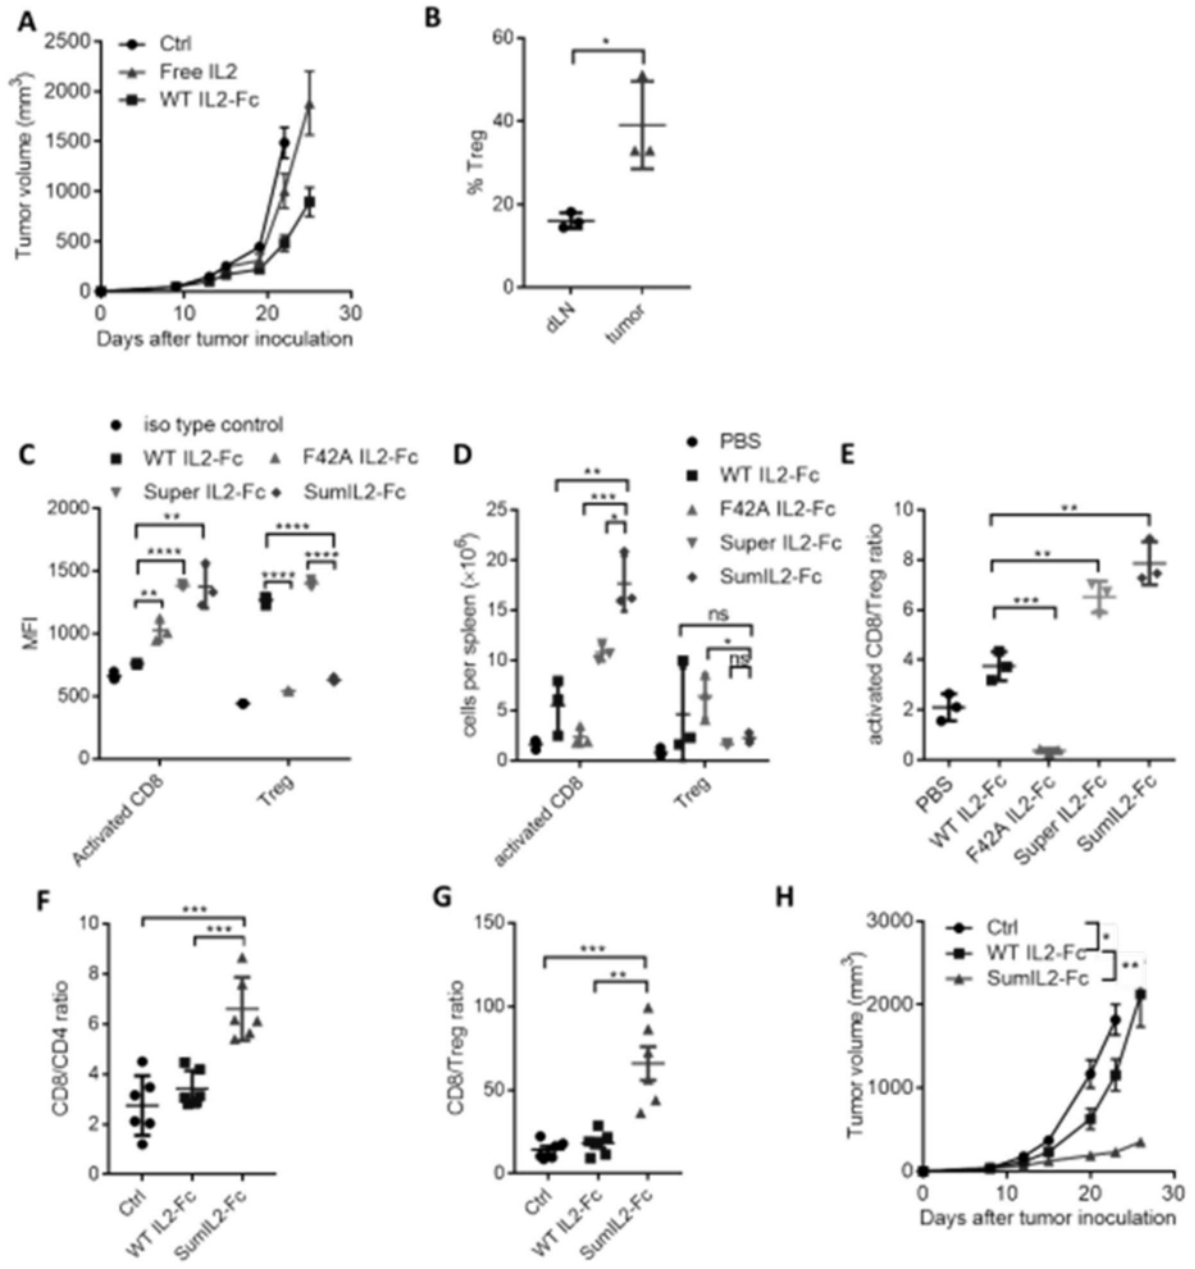 A
2500
2000
1500
1000
500
0
Tumor volume (mm3)
Ctrl
Free IL2
WT IL2-Fc
0 10 20 30
Days after tumor inoculation
B
60
40
20
0
% Treg
*
dLN tumor
C
iso type control
WT IL2-Fc F42A IL2-Fc
Super IL2-Fc SumIL2-Fc
2000
1500
1000
500
0
MFI
**
****
**
****
****
****
Activated CD8 Treg
D
PBS
WT IL2-Fc
F42A IL2-Fc
Super IL2-Fc
SumIL2-Fc
25
20
15
10
5
0
cells per spleen (×106)
**
***
*
ns
*
ns
activated CD8 Treg
E
10
8
6
4
2
0
activated CD8/Treg ratio
**
**
***
PBS WT IL2-Fc F42A IL2-Fc Super IL2-Fc SumIL2-Fc
F
10
8
6
4
2
0
CD8/CD4 ratio
***
***
Ctrl WT IL2-Fc SumIL2-Fc
G
150
100
50
0
CD8/Treg ratio
***
**
Ctrl WT IL2-Fc SumIL2-Fc
H
3000
2000
1000
0
Tumor volume (mm3)
Ctrl
WT IL2-Fc
SumIL2-Fc
*
**
0 10 20 30
Days after tumor inoculation